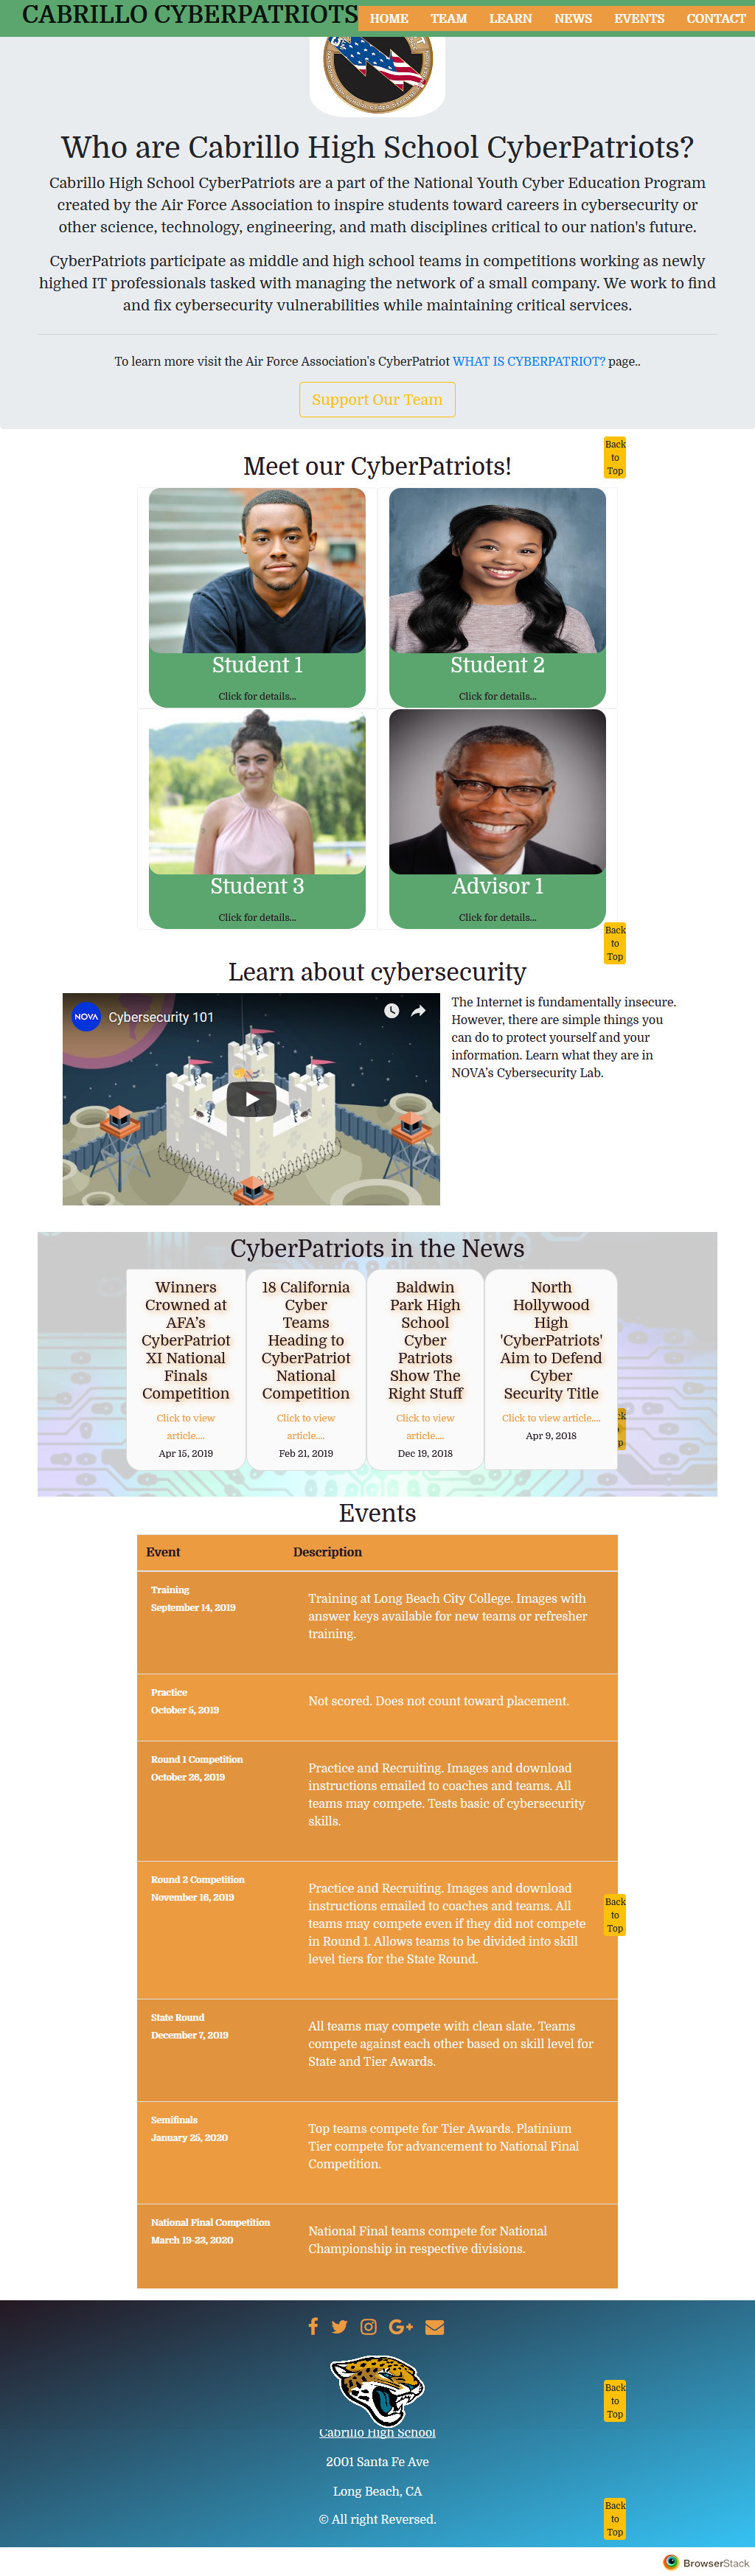 CABRILLO CYBERPATRIOTS
HOME TEAM LEARN NEWS EVENTS CONTACT
Who are Cabrillo High School CyberPatriots?
Cabrillo High School CyberPatriots are a part of the National Youth Cyber Education Program
created by the Air Force Association to inspire students toward careers in cybersecurity or
other science, technology, engineering, and math disciplines critical to our nation's future.
CyberPatriots participate as middle and high school teams in competitions working as newly
highed IT professionals tasked with managing the network of a small company. We work to find
and fix cybersecurity vulnerabilities while maintaining critical services.
To learn more visit the Air Force Association's CyberPatriot WHAT IS CYBERPATRIOT? page..
Support Our Team
Back
to
Top
Meet our CyberPatriots!
Student 1
Click for details...
Student 2
Click for details...
Student 3
Click for details...
Advisor 1
Click for details...
Back
to
Top
Learn about cybersecurity
NOVA Cybersecurity 101
The Internet is fundamentally insecure.
However, there are simple things you
can do to protect yourself and your
information. Learn what they are in
NOVA's Cybersecurity Lab.
CyberPatriots in the News
Winners
Crowned at
AFA's
CyberPatriot
XI National
Finals
Competition
Click to view
article....
Apr 15, 2019
18 California
Cyber
Teams
Heading to
CyberPatriot
National
Competition
Click to view
article....
Feb 21, 2019
Baldwin
Park High
School
Cyber
Patriots
Show The
Right Stuff
Click to view
article....
Dec 19, 2018
North
Hollywood
High
'CyberPatriots'
Aim to Defend
Cyber
Security Title
Click to view article....
Apr 9, 2018
Events
Event Description
Training
September 14, 2019
Training at Long Beach City College. Images with
answer keys available for new teams or refresher
training.
Practice
October 5, 2019
Not scored. Does not count toward placement.
Round 1 Competition
October 26, 2019
Practice and Recruiting. Images and download
instructions emailed to coaches and teams. All
teams may compete. Tests basic of cybersecurity
skills.
Round 2 Competition
November 16, 2019
Practice and Recruiting. Images and download
instructions emailed to coaches and teams. All
teams may compete even if they did not compete
in Round 1. Allows teams to be divided into skill
level tiers for the State Round.
Back
to
Top
State Round
December 7, 2019
All teams may compete with clean slate. Teams
compete against each other based on skill level for
State and Tier Awards.
Semifinals
January 25, 2020
Top teams compete for Tier Awards. Platinium
Tier compete for advancement to National Final
Competition.
National Final Competition
March 19-23, 2020
National Final teams compete for National
Championship in respective divisions.
Back
to
Top
Cabrillo High School
2001 Santa Fe Ave
Long Beach, CA
© All right Reversed.
Back
to
Top
BrowserStack